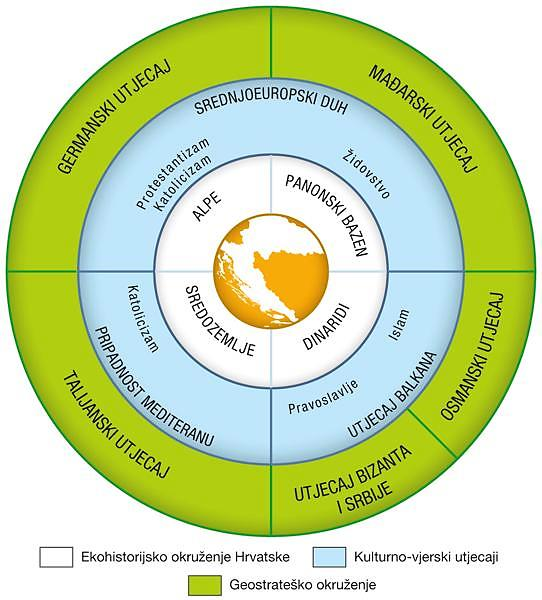 GERMANSKI UTJECAJ
MAĐARSKI UTJECAJ
SREDNJOEUROPSKI DUH
Protestantizam
Katolicizam
Židovstvo
ALPE
PANONSKI BAZEN
SREDOZEMLJE
DINARIDI
Katolicizam
Islam
PRIPADNOST MEDITERANU
Pravoslavlje
UTJECAJ BALKANA
TALIJANSKI UTJECAJ
OSMANSKI UTJECAJ
UTJECAJ BIZANTA
I SRBIJE
Ekohistorijsko okruženje Hrvatske
Kulturno-vjerski utjecaji
Geostrateško okruženje